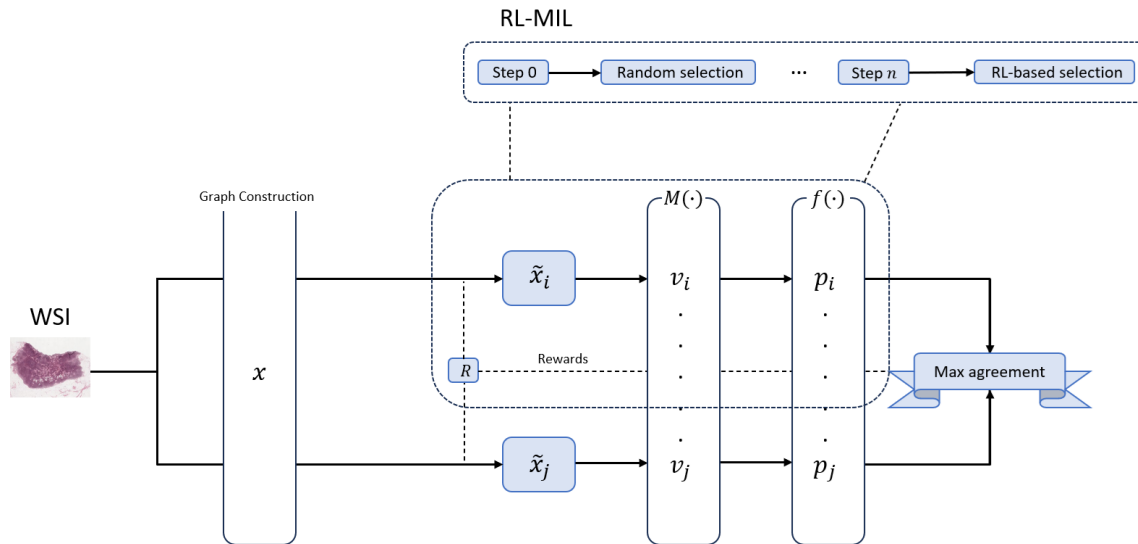 RL-MIL
Step 0
Random selection
...
Step n
RL-based selection
Graph Construction
M(·)
f(·)
x̃ᵢ
vᵢ
pᵢ
WSI
x
R
Rewards
Max agreement
x̃ⱼ
vⱼ
pⱼ